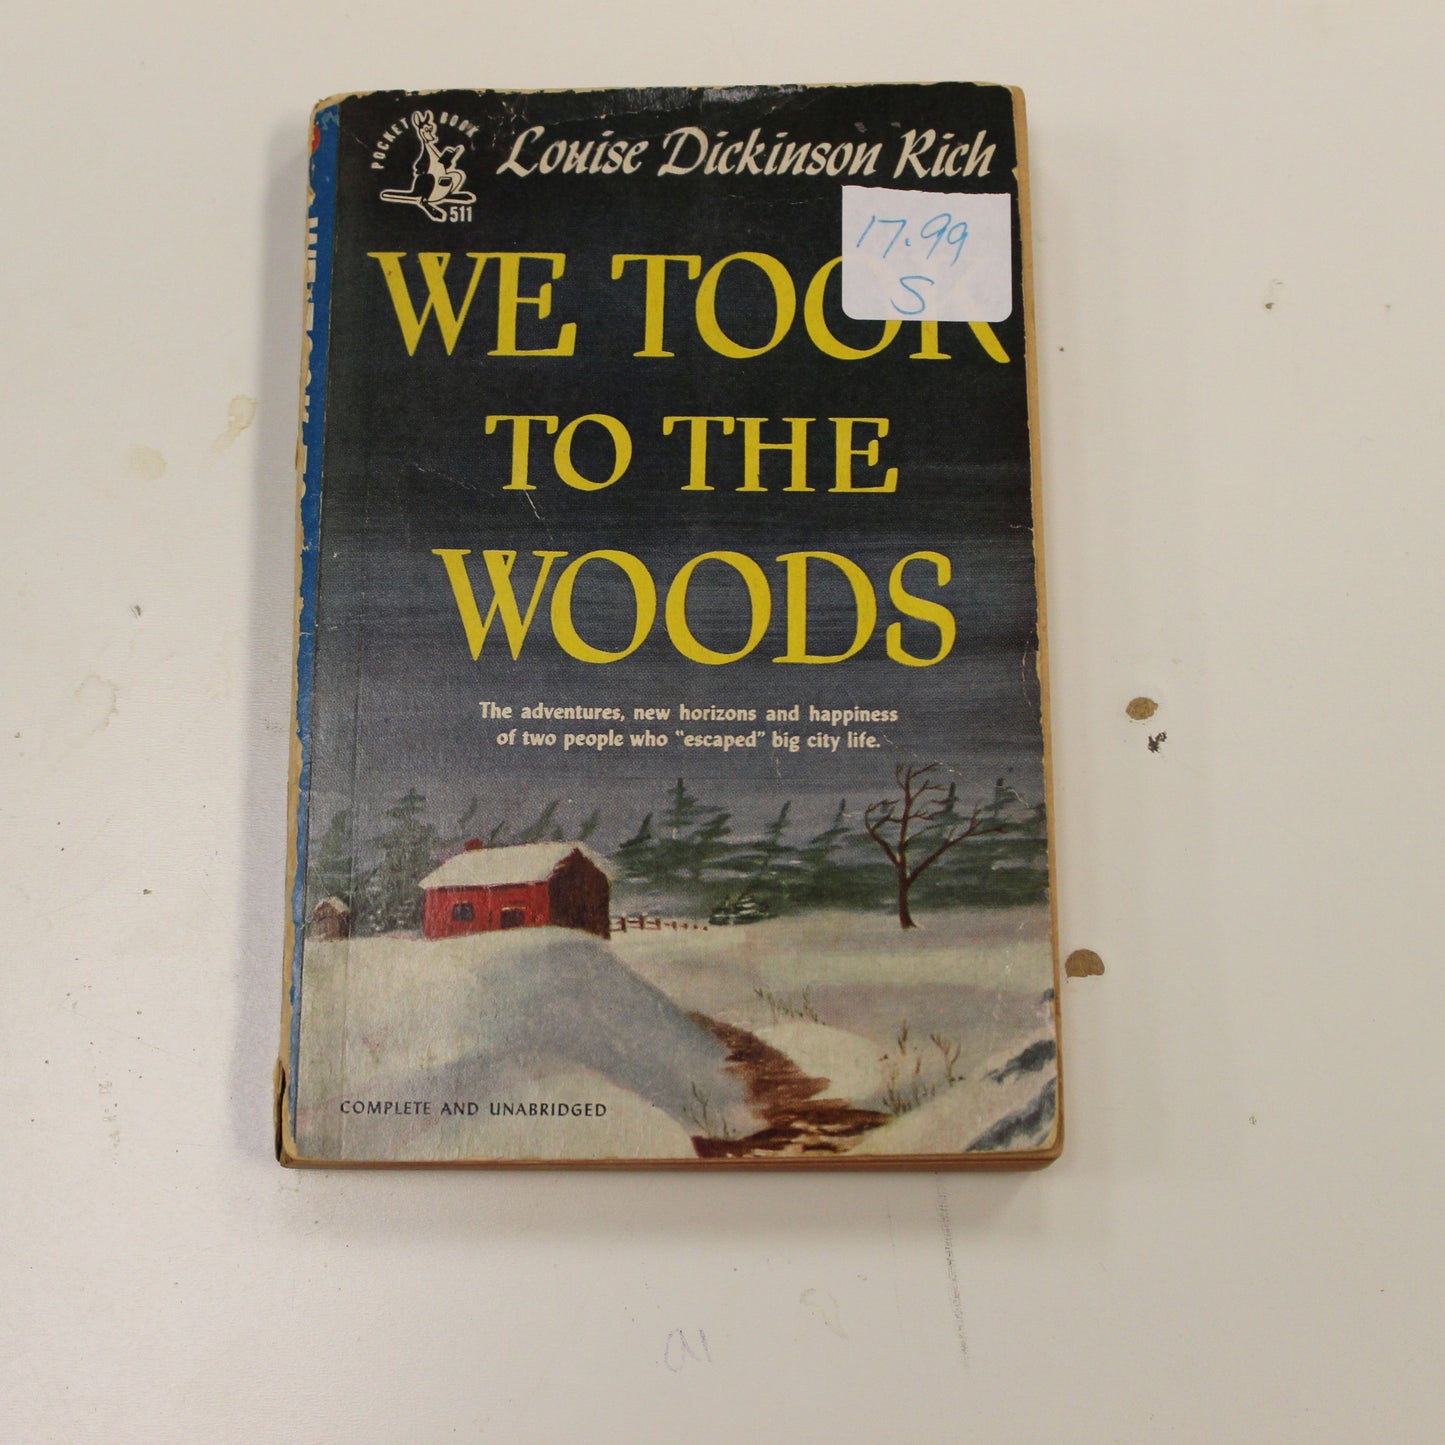 POCKET BOOK
511
Louise Dickinson Rich
17.99
S
WE TOOK
TO THE
WOODS
The adventures, new horizons and happiness
of two people who "escaped" big city life.
COMPLETE AND UNABRIDGED